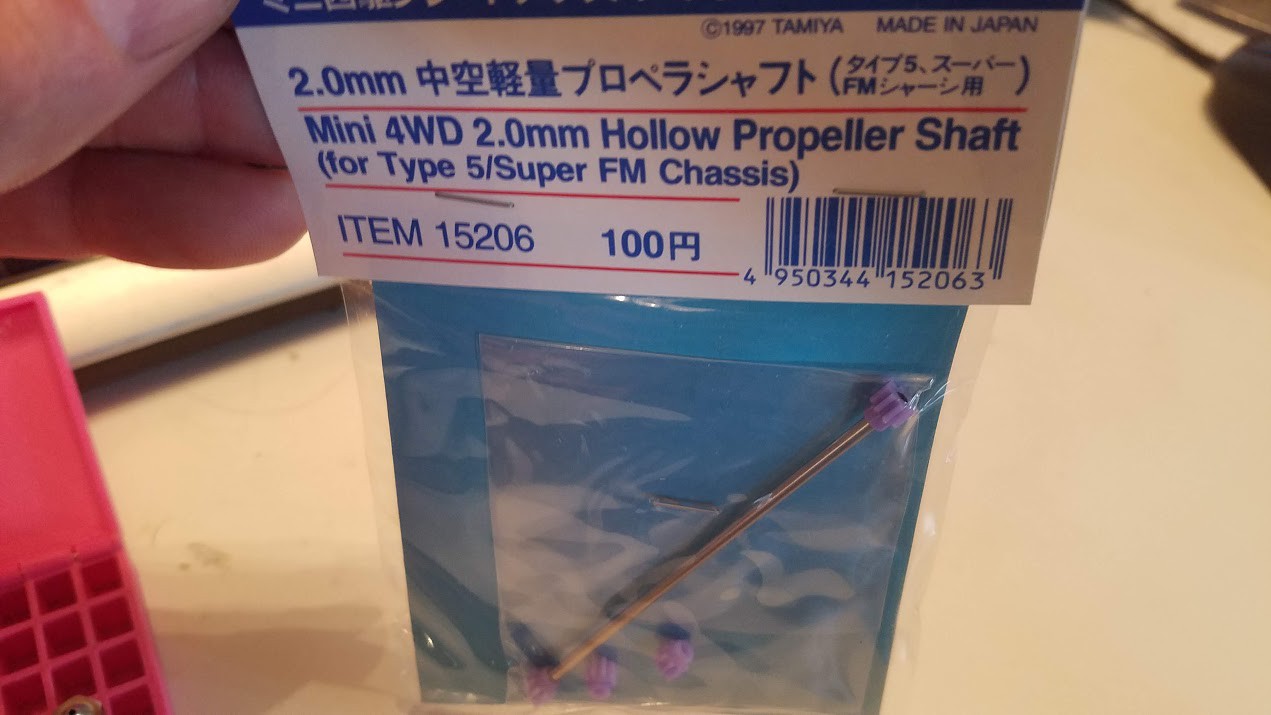 ©1997 TAMIYA MADE IN JAPAN
2.0mm 中空軽量プロペラシャフト(タイプ5、スーパーFMシャーシ用)
Mini 4WD 2.0mm Hollow Propeller Shaft
(for Type 5/Super FM Chassis)
ITEM 15206 100円
4 950344 152063